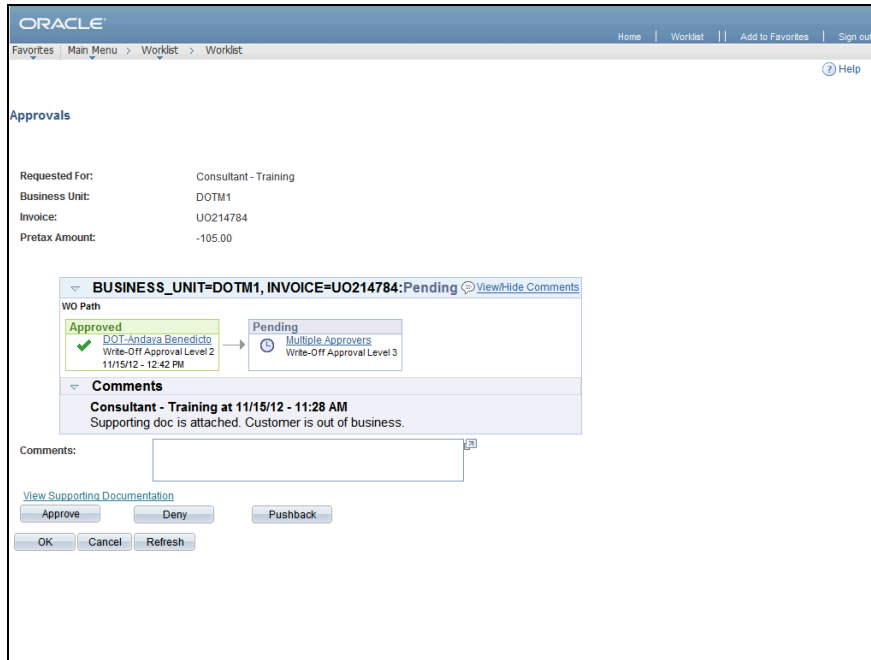 ORACLE
Home | Worklist || Add to Favorites | Sign out
Favorites | Main Menu > Worklist > Worklist
Help
Approvals
Requested For: Consultant - Training
Business Unit: DOTM1
Invoice: UO214784
Pretax Amount: -105.00
BUSINESS_UNIT=DOTM1, INVOICE=UO214784:Pending View/Hide Comments
WO Path
Approved
DOT-Andaya Benedicto
Write-Off Approval Level 2
11/15/12 - 12:42 PM
Pending
Multiple Approvers
Write-Off Approval Level 3
Comments
Consultant - Training at 11/15/12 - 11:28 AM
Supporting doc is attached. Customer is out of business.
Comments:
View Supporting Documentation
Approve Deny Pushback
OK Cancel Refresh